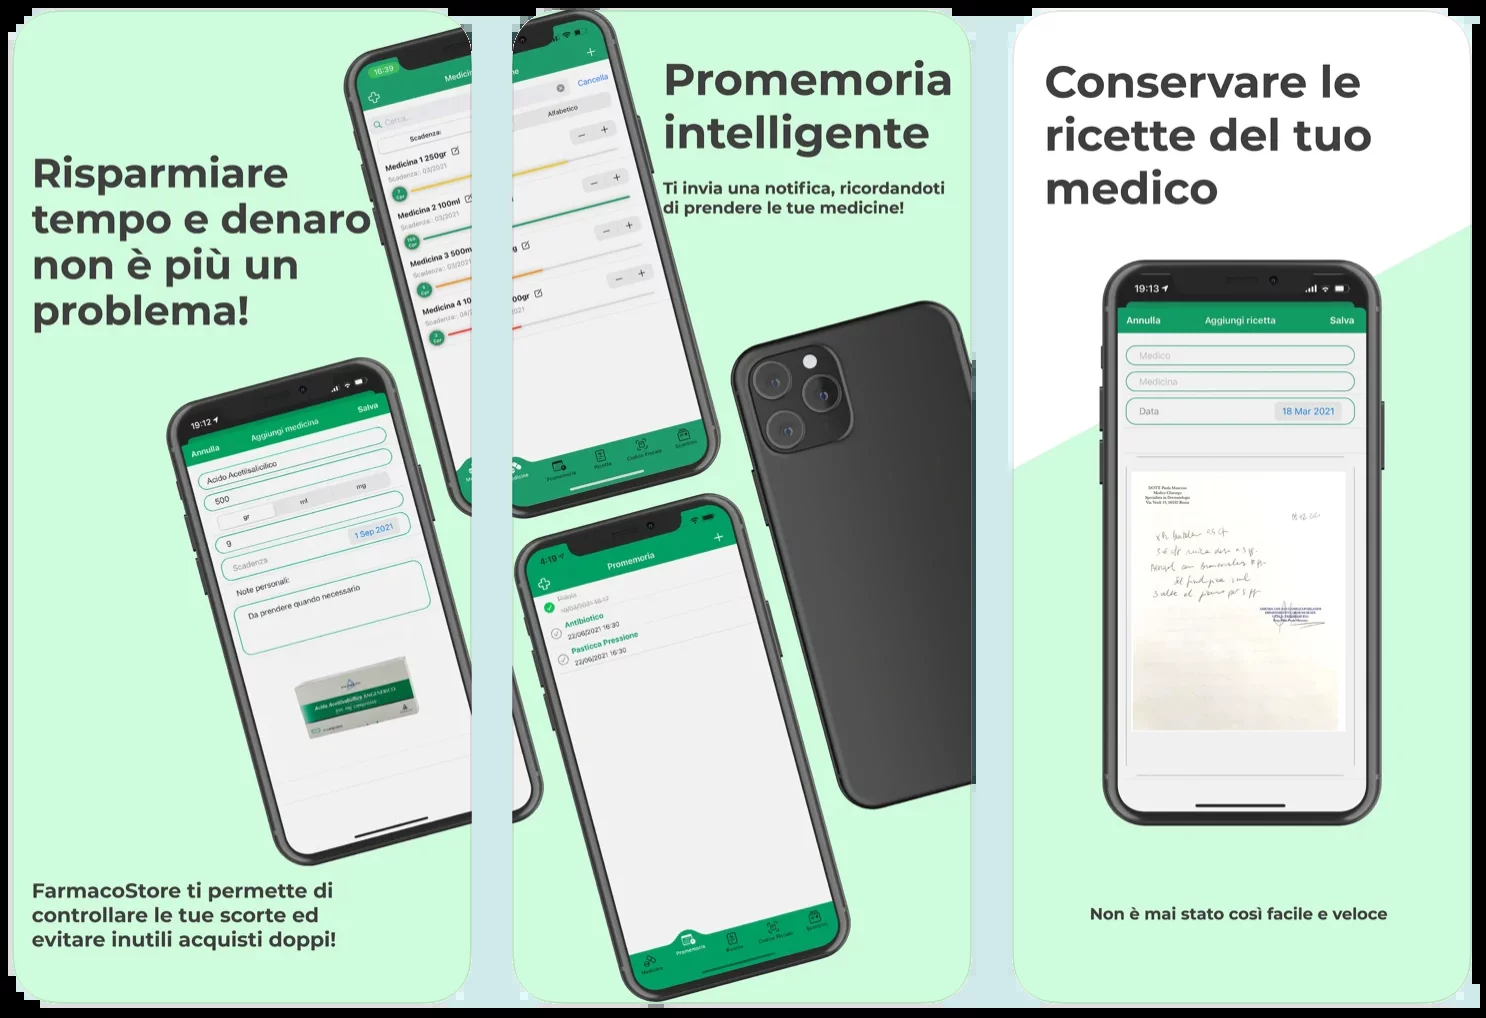 Risparmiare
tempo e denaro
non è più un
problema!
16:39
Medicin
Cerca...
Scadenza:
Medicina 1 250gr
Scadenza:: 03/2021
Medicina 2 100ml
Scadenza:: 03/2021
Medicina 3 500m
Scadenza:: 03/2021
Medicina 4 10
Scadenza:: 04/
19:12
Annulla
Aggiungi medicina
Salva
Acido Acetilsalicilico
500
gr
ml
mg
9
Scadenza
1 Sep 2021
Note personali:
Da prendere quando necessario
Acido Acetilsalicilico
FarmacoStore ti permette di
controllare le tue scorte ed
evitare inutili acquisti doppi!
ne
+
Cancella
Alfabetico
g
00gr
2021
Promemoria
Ricette
Codice Fiscale
Scontrini
Promemoria
intelligente
Ti invia una notifica, ricordandoti
di prendere le tue medicine!
4:19
Promemoria
+
Antibiotico
22/06/2021 16:30
Pasticca Pressione
22/06/2021 16:30
Medicine
Promemoria
Ricette
Codice Fiscale
Scontrini
Conservare le
ricette del tuo
medico
19:13
Annulla
Aggiungi ricetta
Salva
Medico
Medicina
Data
18 Mar 2021
Non è mai stato così facile e veloce